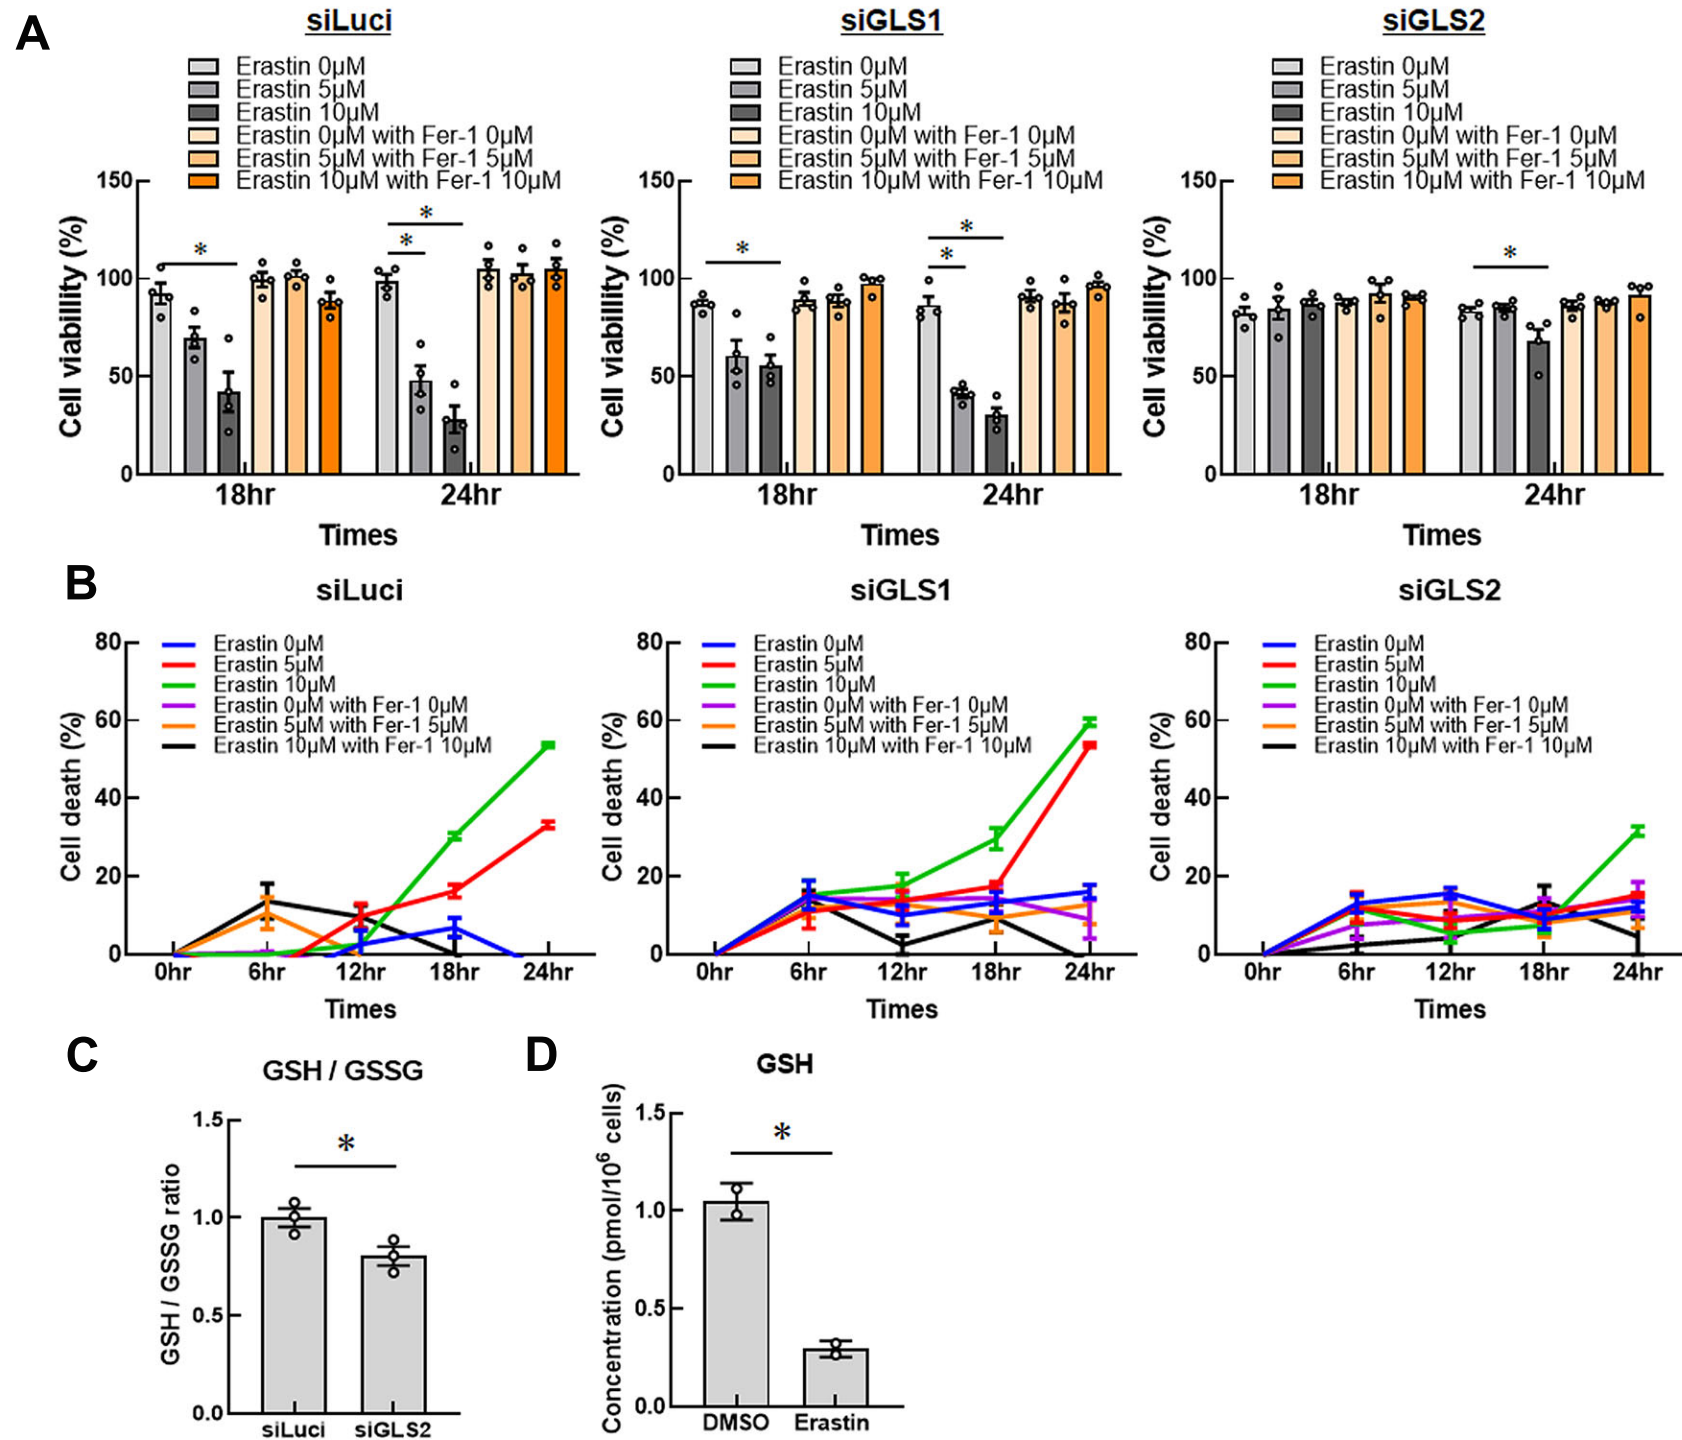 A
siLuci
Erastin 0µM
Erastin 5µM
Erastin 10µM
Erastin 0µM with Fer-1 0µM
Erastin 5µM with Fer-1 5µM
Erastin 10µM with Fer-1 10µM
150
100
50
0
Cell viability (%)
*
*
*
18hr
24hr
Times
siGLS1
Erastin 0µM
Erastin 5µM
Erastin 10µM
Erastin 0µM with Fer-1 0µM
Erastin 5µM with Fer-1 5µM
Erastin 10µM with Fer-1 10µM
150
100
50
0
Cell viability (%)
*
*
*
18hr
24hr
Times
siGLS2
Erastin 0µM
Erastin 5µM
Erastin 10µM
Erastin 0µM with Fer-1 0µM
Erastin 5µM with Fer-1 5µM
Erastin 10µM with Fer-1 10µM
150
100
50
0
Cell viability (%)
*
18hr
24hr
Times
B
siLuci
Erastin 0µM
Erastin 5µM
Erastin 10µM
Erastin 0µM with Fer-1 0µM
Erastin 5µM with Fer-1 5µM
Erastin 10µM with Fer-1 10µM
80
60
40
20
0
Cell death (%)
0hr
6hr
12hr
18hr
24hr
Times
siGLS1
Erastin 0µM
Erastin 5µM
Erastin 10µM
Erastin 0µM with Fer-1 0µM
Erastin 5µM with Fer-1 5µM
Erastin 10µM with Fer-1 10µM
80
60
40
20
0
Cell death (%)
0hr
6hr
12hr
18hr
24hr
Times
siGLS2
Erastin 0µM
Erastin 5µM
Erastin 10µM
Erastin 0µM with Fer-1 0µM
Erastin 5µM with Fer-1 5µM
Erastin 10µM with Fer-1 10µM
80
60
40
20
0
Cell death (%)
0hr
6hr
12hr
18hr
24hr
Times
C
GSH / GSSG
1.5
1.0
0.5
0.0
GSH / GSSG ratio
*
siLuci
siGLS2
D
GSH
1.5
1.0
0.5
0.0
Concentration (pmol/10⁶ cells)
*
DMSO
Erastin